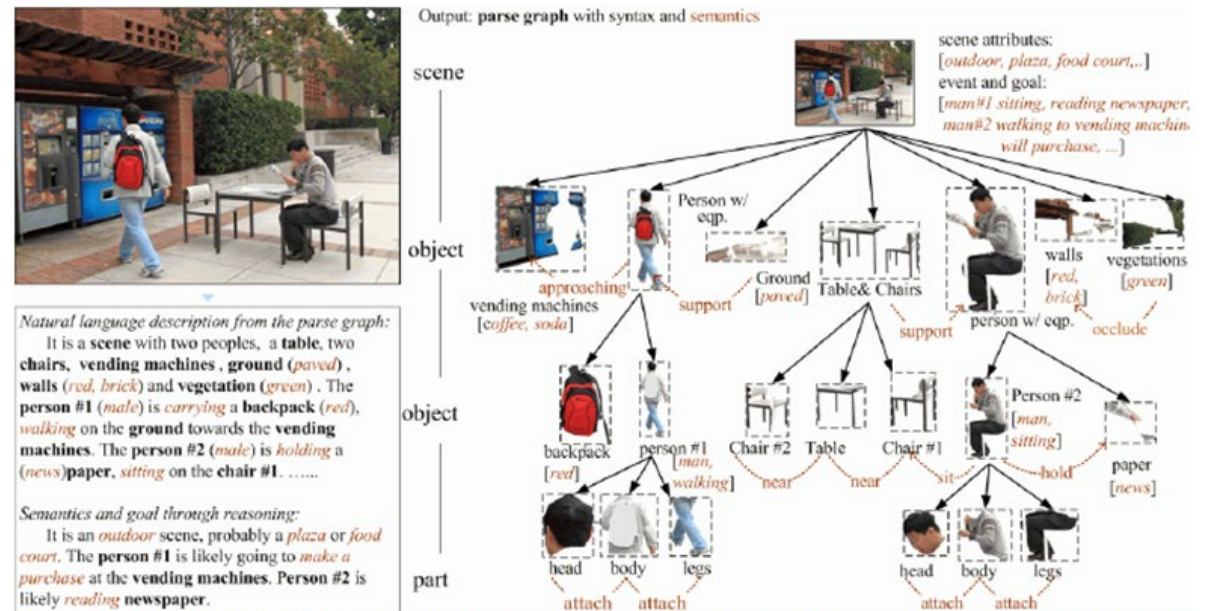 Output: parse graph with syntax and semantics
scene
scene attributes:
[outdoor, plaza, food court,..]
event and goal:
[man#1 sitting, reading newspaper,
man#2 walking to vending machin
will purchase, ...]
object
Person w/
eqp.
approaching
vending machines
[coffee, soda]
support
Ground
[paved]
Table& Chairs
support
person w/ eqp.
walls
[red,
brick]
vegetations
[green]
occlude
Natural language description from the parse graph:
It is a scene with two peoples, a table, two
chairs, vending machines , ground (paved) ,
walls (red, brick) and vegetation (green) . The
person #1 (male) is carrying a backpack (red),
walking on the ground towards the vending
machines. The person #2 (male) is holding a
(news)paper, sitting on the chair #1. ......
Semantics and goal through reasoning:
It is an outdoor scene, probably a plaza or food
court. The person #1 is likely going to make a
purchase at the vending machines. Person #2 is
likely reading newspaper.
object
backpack
[red]
person #1
[man,
walking]
Chair #2
Table
Chair #1
near
near
sit
Person #2
[man,
sitting]
hold
paper
[news]
part
head
body
legs
attach
attach
head
body
legs
attach
attach